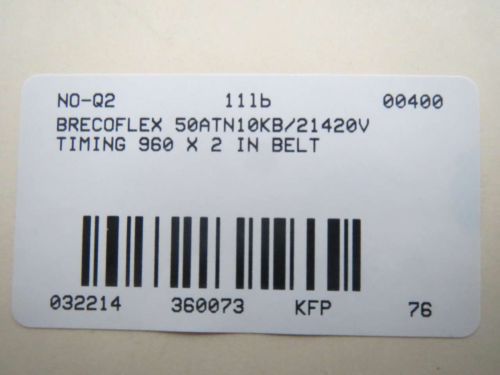 NO-Q2 11lb 00400
BRECOFLEX 50ATN10KB/21420V
TIMING 960 X 2 IN BELT
032214 360073 KFP 76